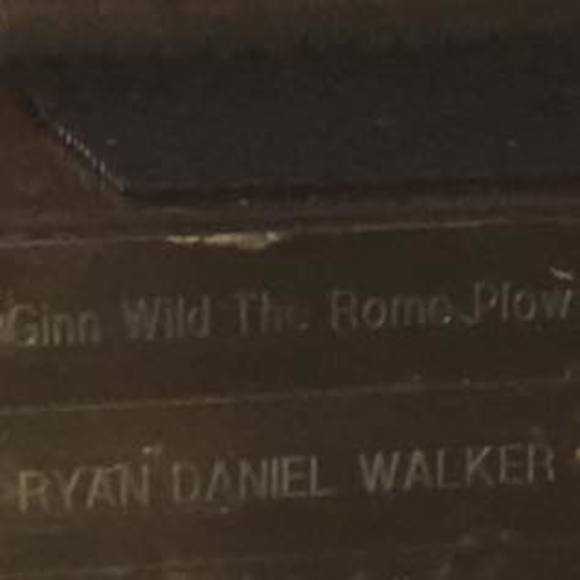 Ginn Wild The Rome Plow
RYAN DANIEL WALKER